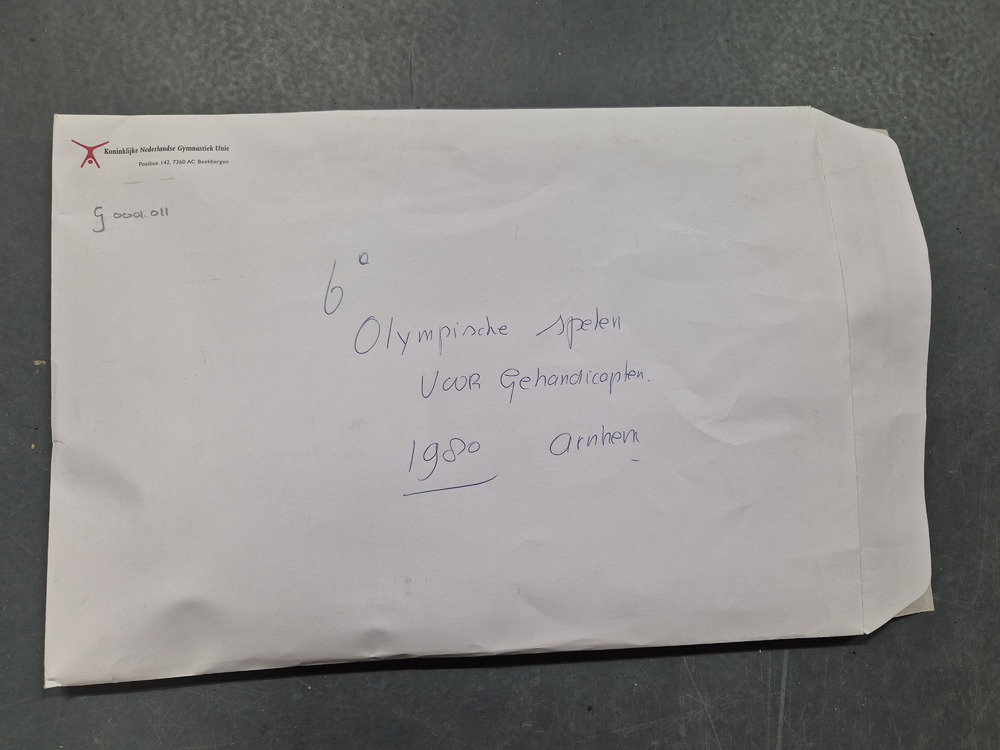 Koninklijke Nederlandse Gymnastiek Unie
Postbus 142, 7360 AC Beekbergen
G 0001.011
6e
Olympische spelen
VOOR Gehandicapten.
1980 Arnhem